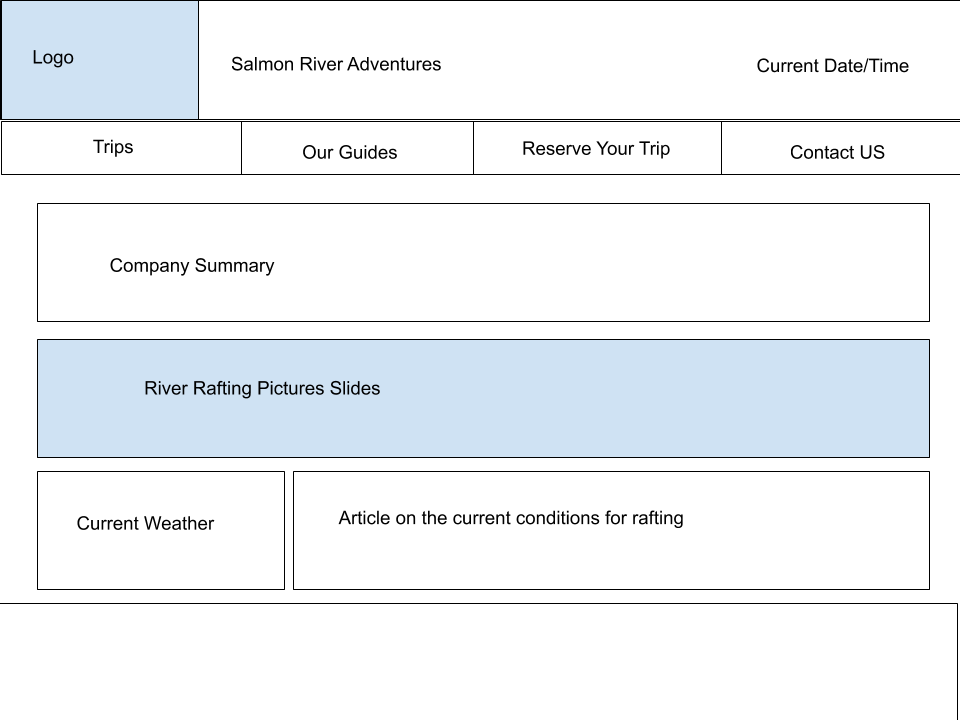 Logo
Salmon River Adventures
Current Date/Time
Trips
Our Guides
Reserve Your Trip
Contact US
Company Summary
River Rafting Pictures Slides
Current Weather
Article on the current conditions for rafting